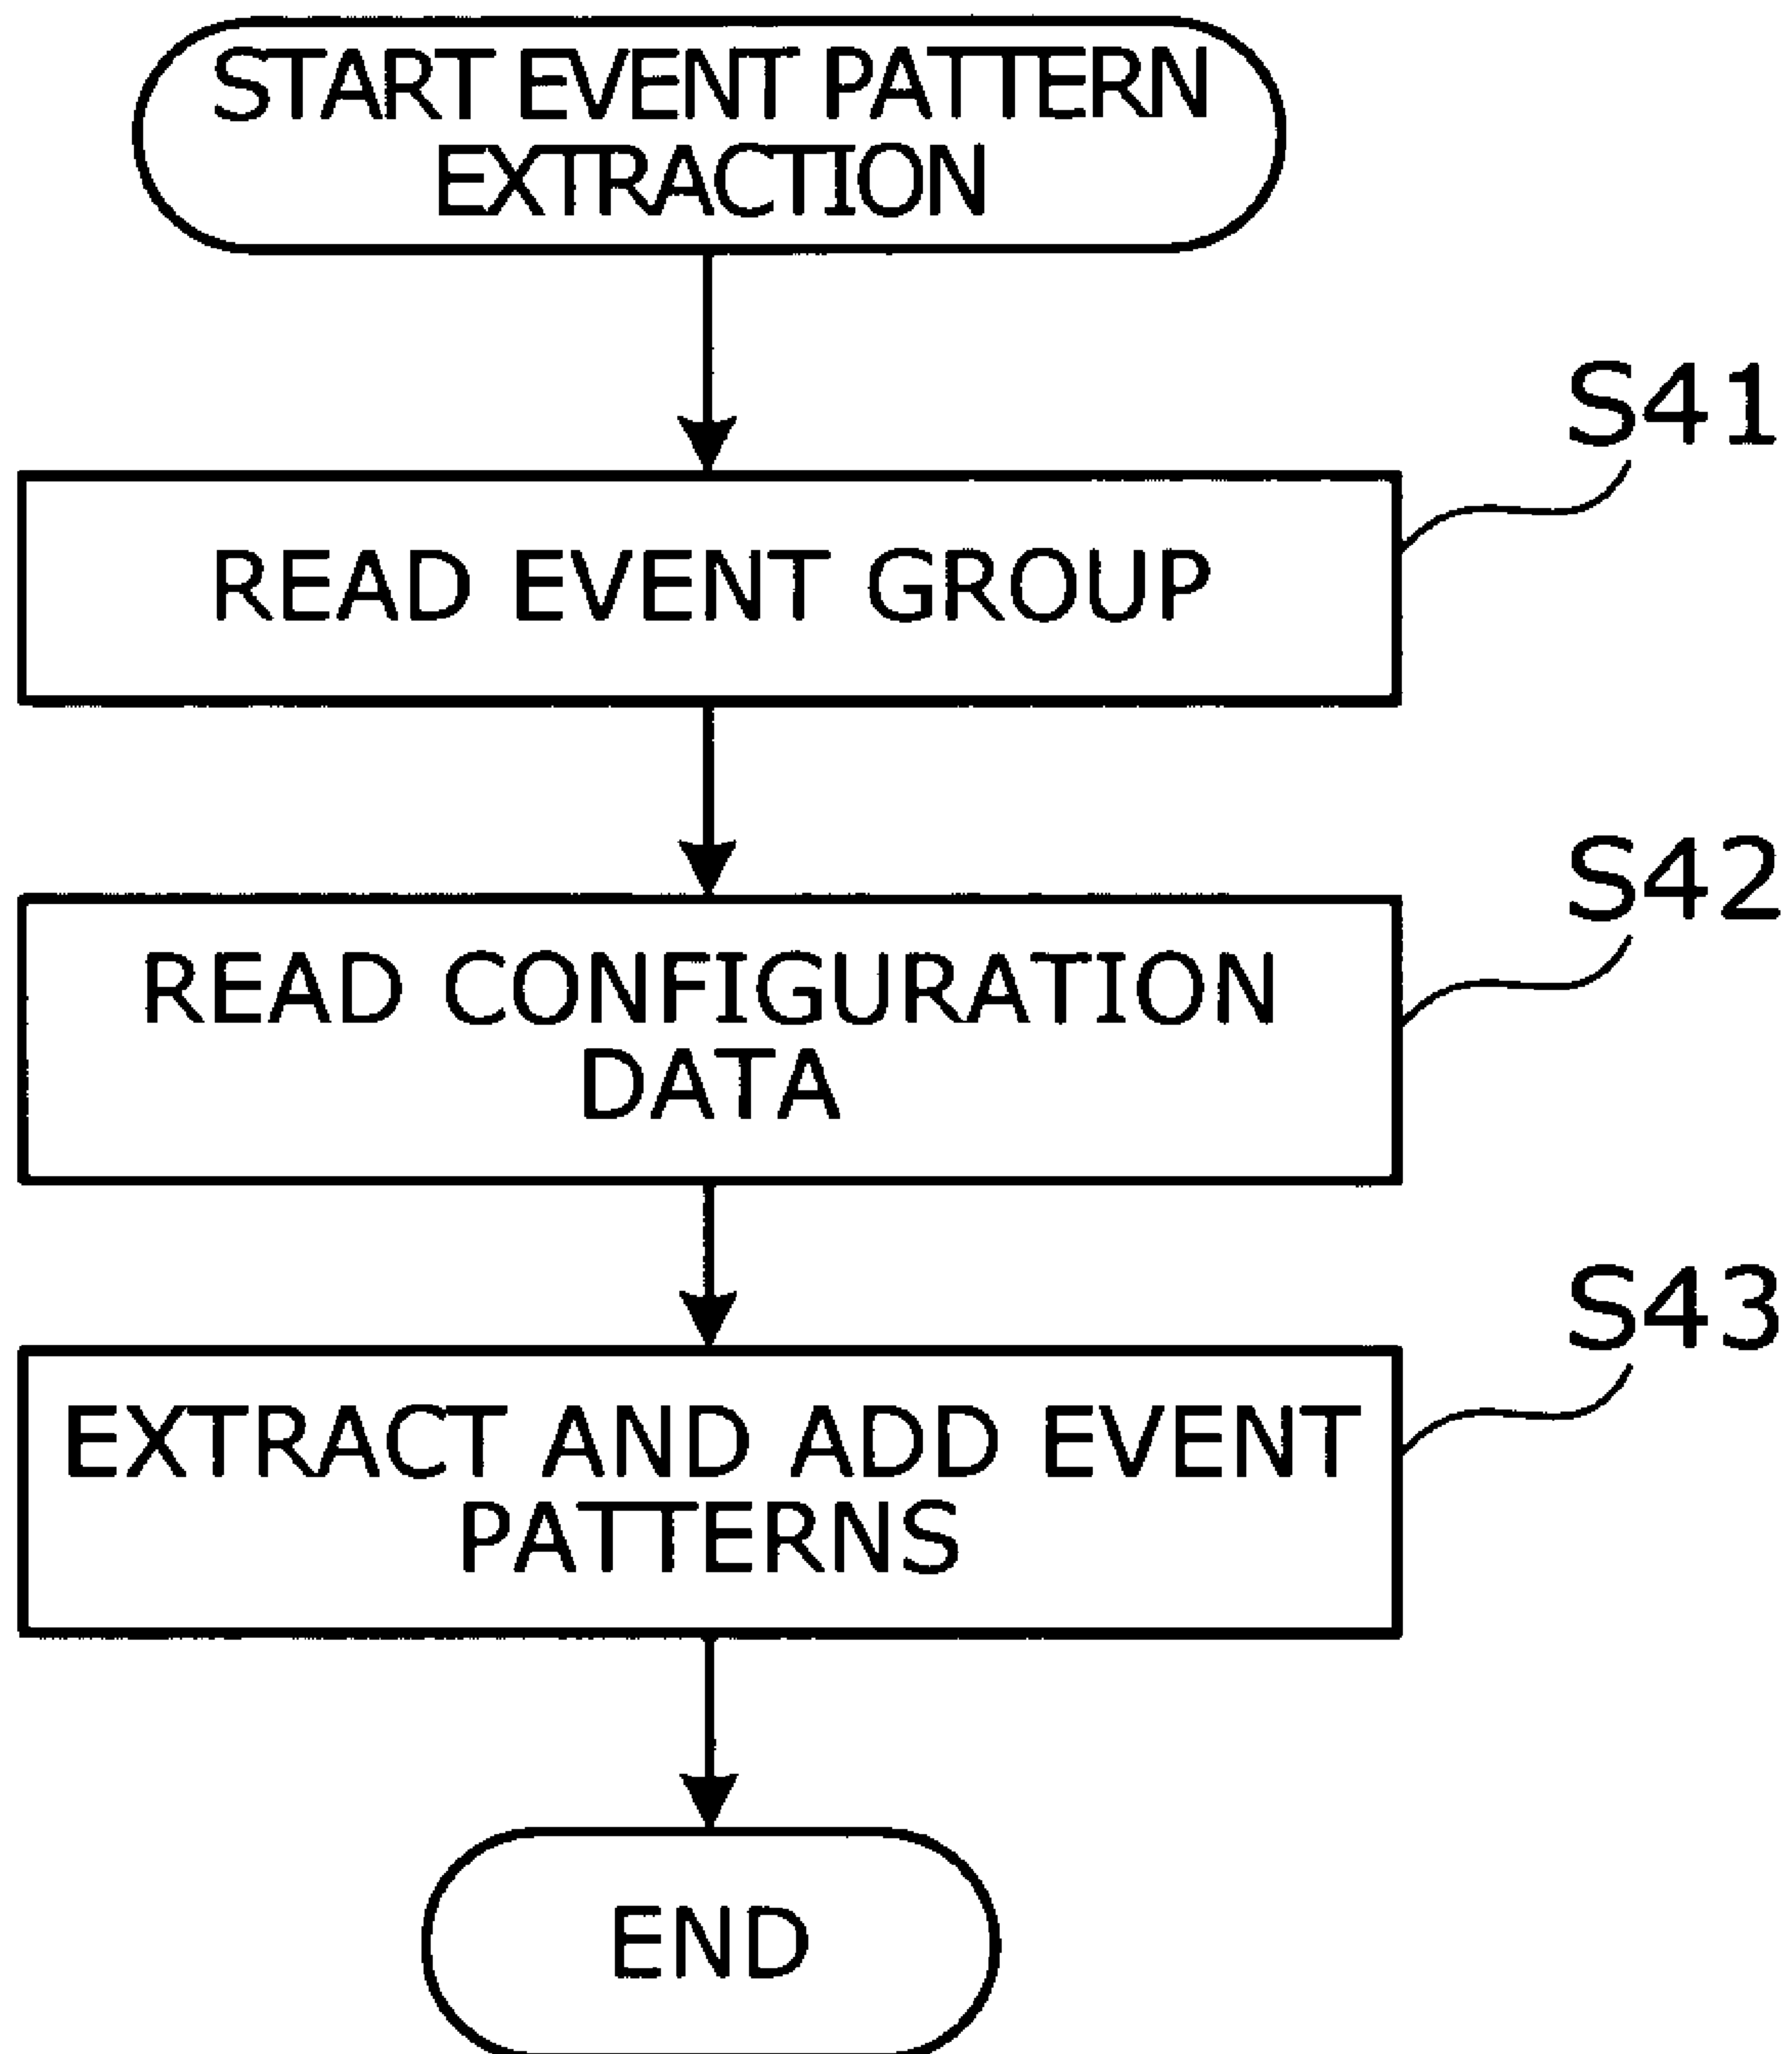 START EVENT PATTERN
EXTRACTION
S41
READ EVENT GROUP
S42
READ CONFIGURATION
DATA
S43
EXTRACT AND ADD EVENT
PATTERNS
END